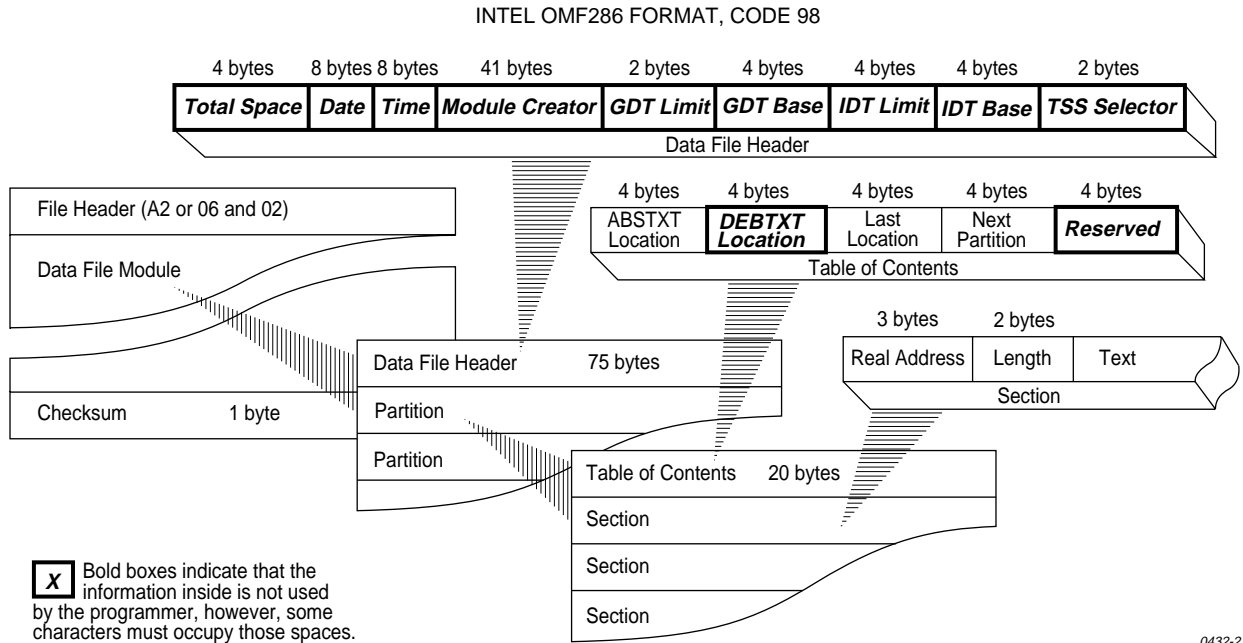 INTEL OMF286 FORMAT, CODE 98
4 bytes 8 bytes 8 bytes 41 bytes 2 bytes 4 bytes 4 bytes 4 bytes 2 bytes
Total Space Date Time Module Creator GDT Limit GDT Base IDT Limit IDT Base TSS Selector
Data File Header
4 bytes 4 bytes 4 bytes 4 bytes 4 bytes
ABSTXT Location DEBTXT Location Last Location Next Partition Reserved
Table of Contents
3 bytes 2 bytes
Real Address Length Text
Section
File Header (A2 or 06 and 02)
Data File Module
Checksum 1 byte
Data File Header 75 bytes
Partition
Partition
Table of Contents 20 bytes
Section
Section
Section
X Bold boxes indicate that the
information inside is not used
by the programmer, however, some
characters must occupy those spaces.
0432-2